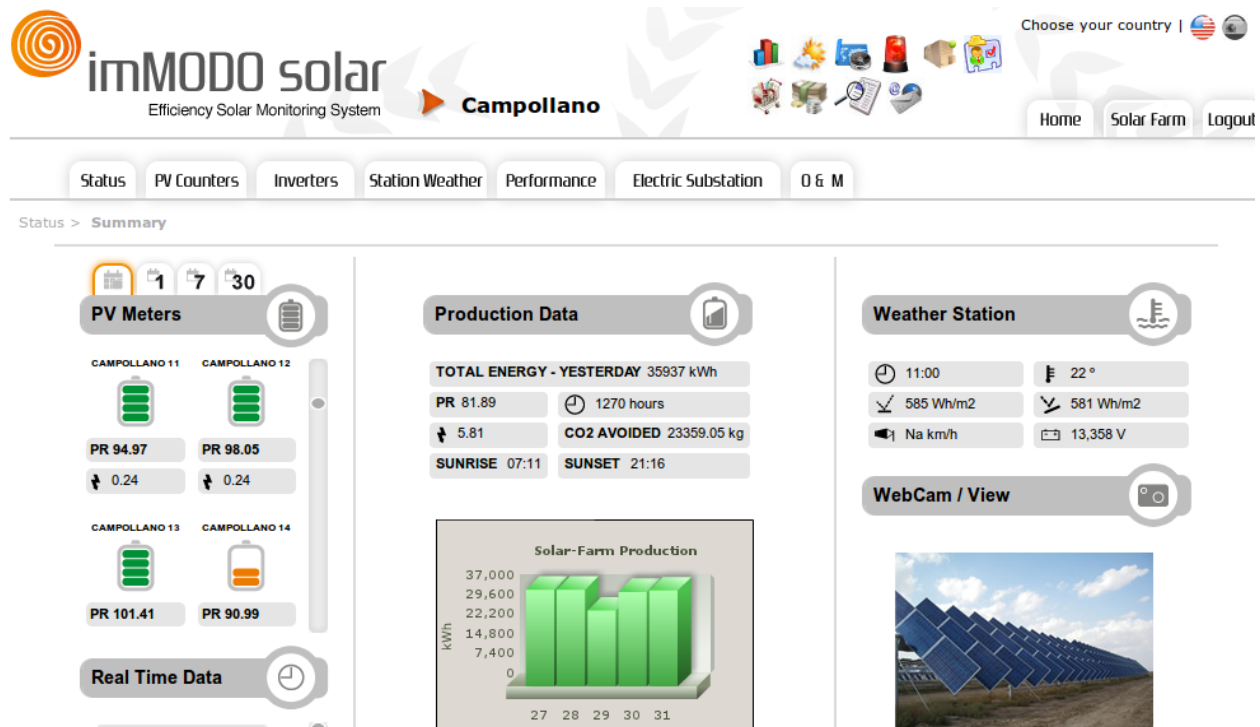 Choose your country |
imMODO solar
Efficiency Solar Monitoring System
Campollano
Home Solar Farm Logout
Status PV Counters Inverters Station Weather Performance Electric Substation O & M
Status > Summary
1 7 30
PV Meters
CAMPOLLANO 11 CAMPOLLANO 12
PR 94.97 PR 98.05
0.24 0.24
CAMPOLLANO 13 CAMPOLLANO 14
PR 101.41 PR 90.99
Real Time Data
Production Data
TOTAL ENERGY - YESTERDAY 35937 kWh
PR 81.89 1270 hours
5.81 CO2 AVOIDED 23359.05 kg
SUNRISE 07:11 SUNSET 21:16
Solar-Farm Production
37,000
29,600
22,200
14,800
7,400
0
kWh
27 28 29 30 31
Weather Station
11:00 22 º
585 Wh/m2 581 Wh/m2
Na km/h 13,358 V
WebCam / View